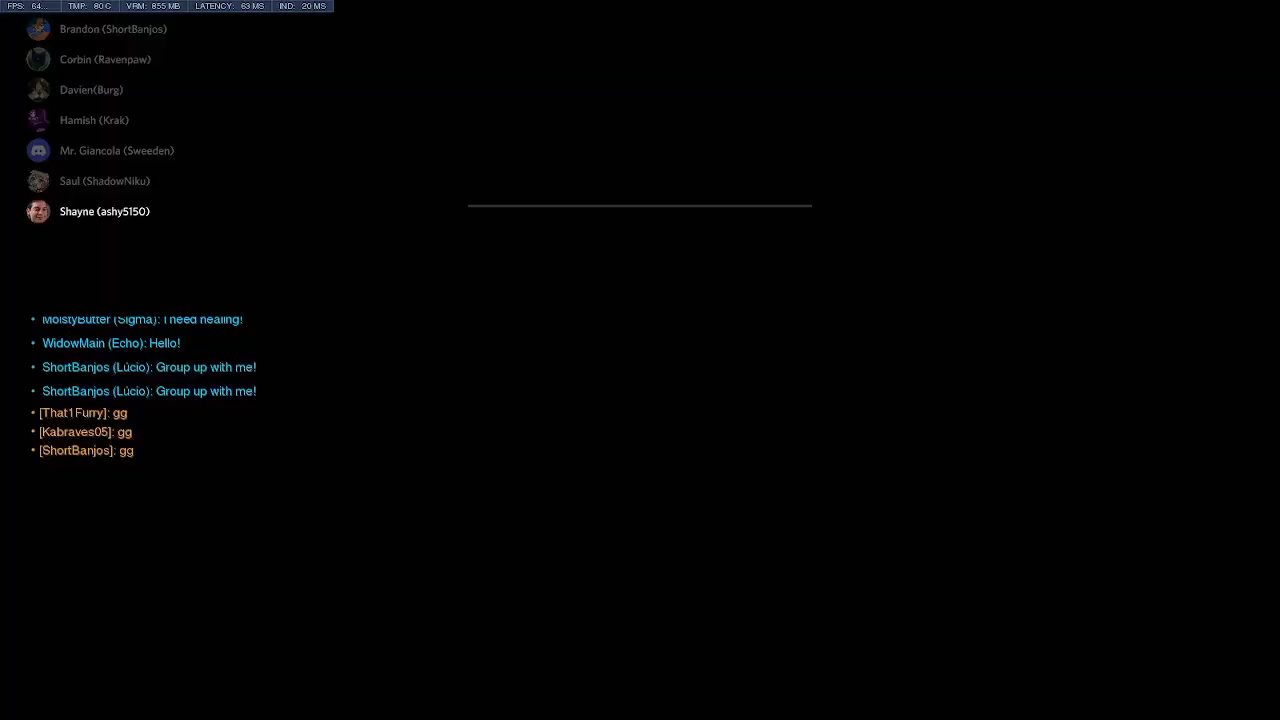 FPS: 64... TMP: 80 C VRM: 855 MB LATENCY: 63 MS IND: 20 MS
Brandon (ShortBanjos)
Corbin (Ravenpaw)
Davien(Burg)
Hamish (Krak)
Mr. Giancola (Sweeden)
Saul (ShadowNiku)
Shayne (ashy5150)
• MoistyButter (Sigma): I need healing!
• WidowMain (Echo): Hello!
• ShortBanjos (Lúcio): Group up with me!
• ShortBanjos (Lúcio): Group up with me!
• [That1Furry]: gg
• [Kabraves05]: gg
• [ShortBanjos]: gg